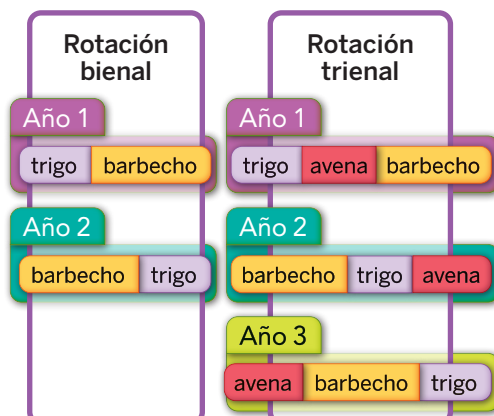 Rotación
bienal
Año 1
trigo barbecho
Año 2
barbecho trigo
Rotación
trienal
Año 1
trigo avena barbecho
Año 2
barbecho trigo avena
Año 3
avena barbecho trigo